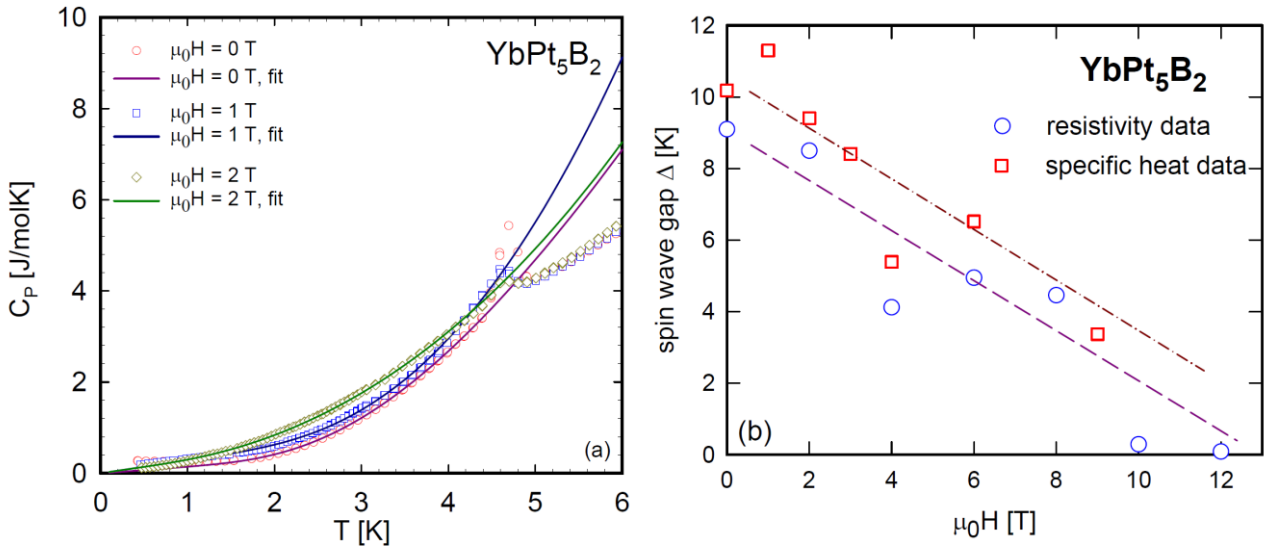 YbPt5B2
μ0H = 0 T
μ0H = 0 T, fit
μ0H = 1 T
μ0H = 1 T, fit
μ0H = 2 T
μ0H = 2 T, fit
10
8
6
4
2
0
CP [J/molK]
(a)
0 1 2 3 4 5 6
T [K]
YbPt5B2
resistivity data
specific heat data
12
10
8
6
4
2
0
spin wave gap Δ [K]
(b)
0 2 4 6 8 10 12
μ0H [T]